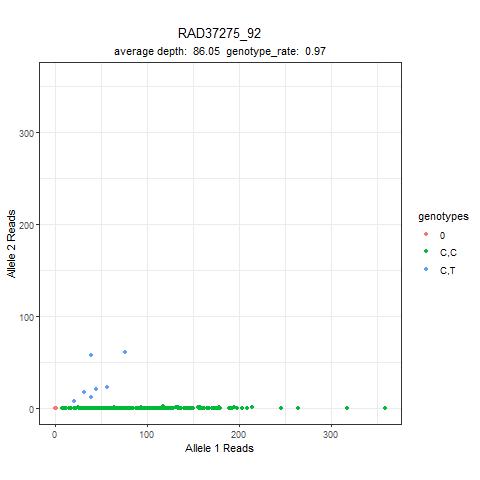 RAD37275_92
average depth: 86.05 genotype_rate: 0.97
300
200
100
0
Allele 2 Reads
0 100 200 300
Allele 1 Reads
genotypes
0
C,C
C,T